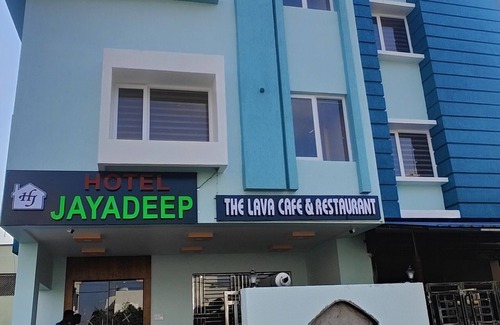 HOTEL
HJ JAYADEEP
THE LAVA CAFE & RESTAURANT